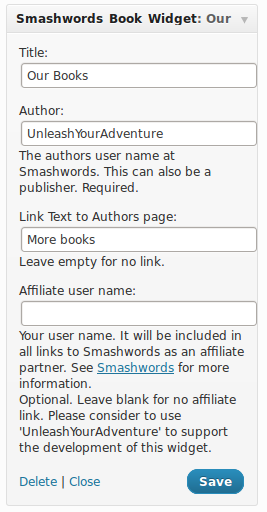 Smashwords Book Widget: Our
Title:
Our Books
Author:
UnleashYourAdventure
The authors user name at
Smashwords. This can also be a
publisher. Required.
Link Text to Authors page:
More books
Leave empty for no link.
Affiliate user name:
Your user name. It will be included in
all links to Smashwords as an affiliate
partner. See Smashwords for more
information.
Optional. Leave blank for no affiliate
link. Please consider to use
'UnleashYourAdventure' to support
the development of this widget.
Delete | Close
Save